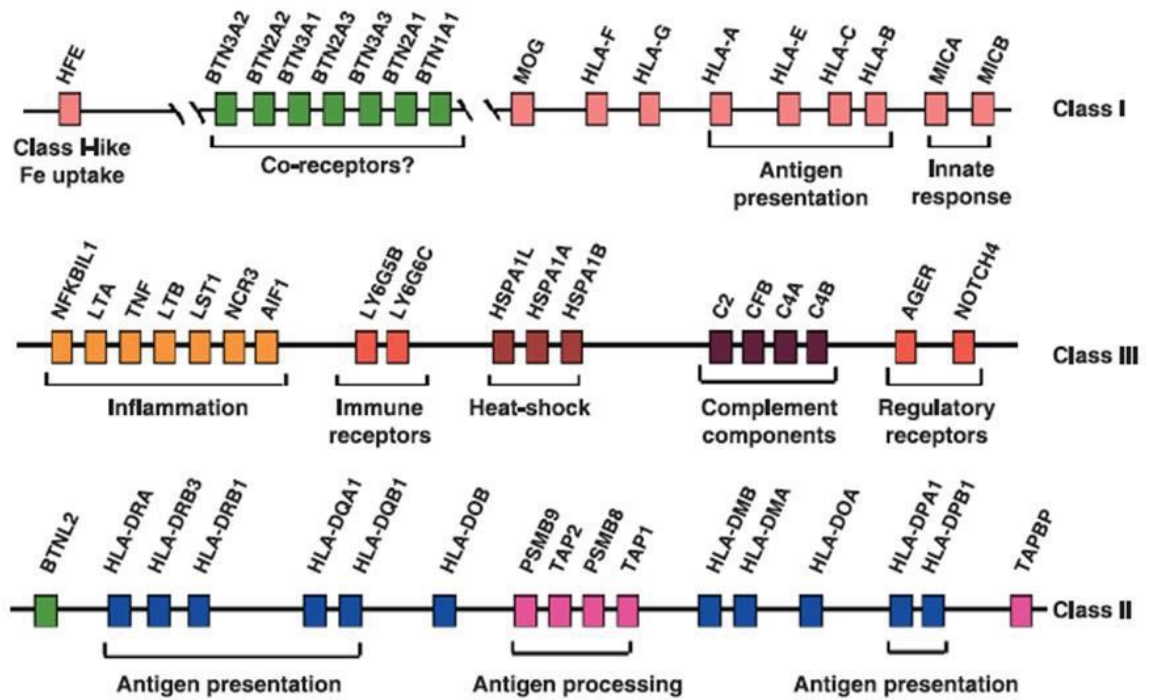 HFE
BTN3A2
BTN2A2
BTN3A1
BTN2A3
BTN3A3
BTN2A1
BTN1A1
MOG
HLA-F
HLA-G
HLA-A
HLA-E
HLA-C
HLA-B
MICA
MICB
Class I
Class Hike
Fe uptake
Co-receptors?
Antigen
presentation
Innate
response
NFKBIL1
LTA
TNF
LTB
LST1
NCR3
AIF1
LY6G5B
LY6G6C
HSPA1L
HSPA1A
HSPA1B
C2
CFB
C4A
C4B
AGER
NOTCH4
Class III
Inflammation
Immune
receptors
Heat-shock
Complement
components
Regulatory
receptors
BTNL2
HLA-DRA
HLA-DRB3
HLA-DRB1
HLA-DQA1
HLA-DQB1
HLA-DOB
PSMB9
TAP2
PSMB8
TAP1
HLA-DMB
HLA-DMA
HLA-DOA
HLA-DPA1
HLA-DPB1
TAPBP
Class II
Antigen presentation
Antigen processing
Antigen presentation